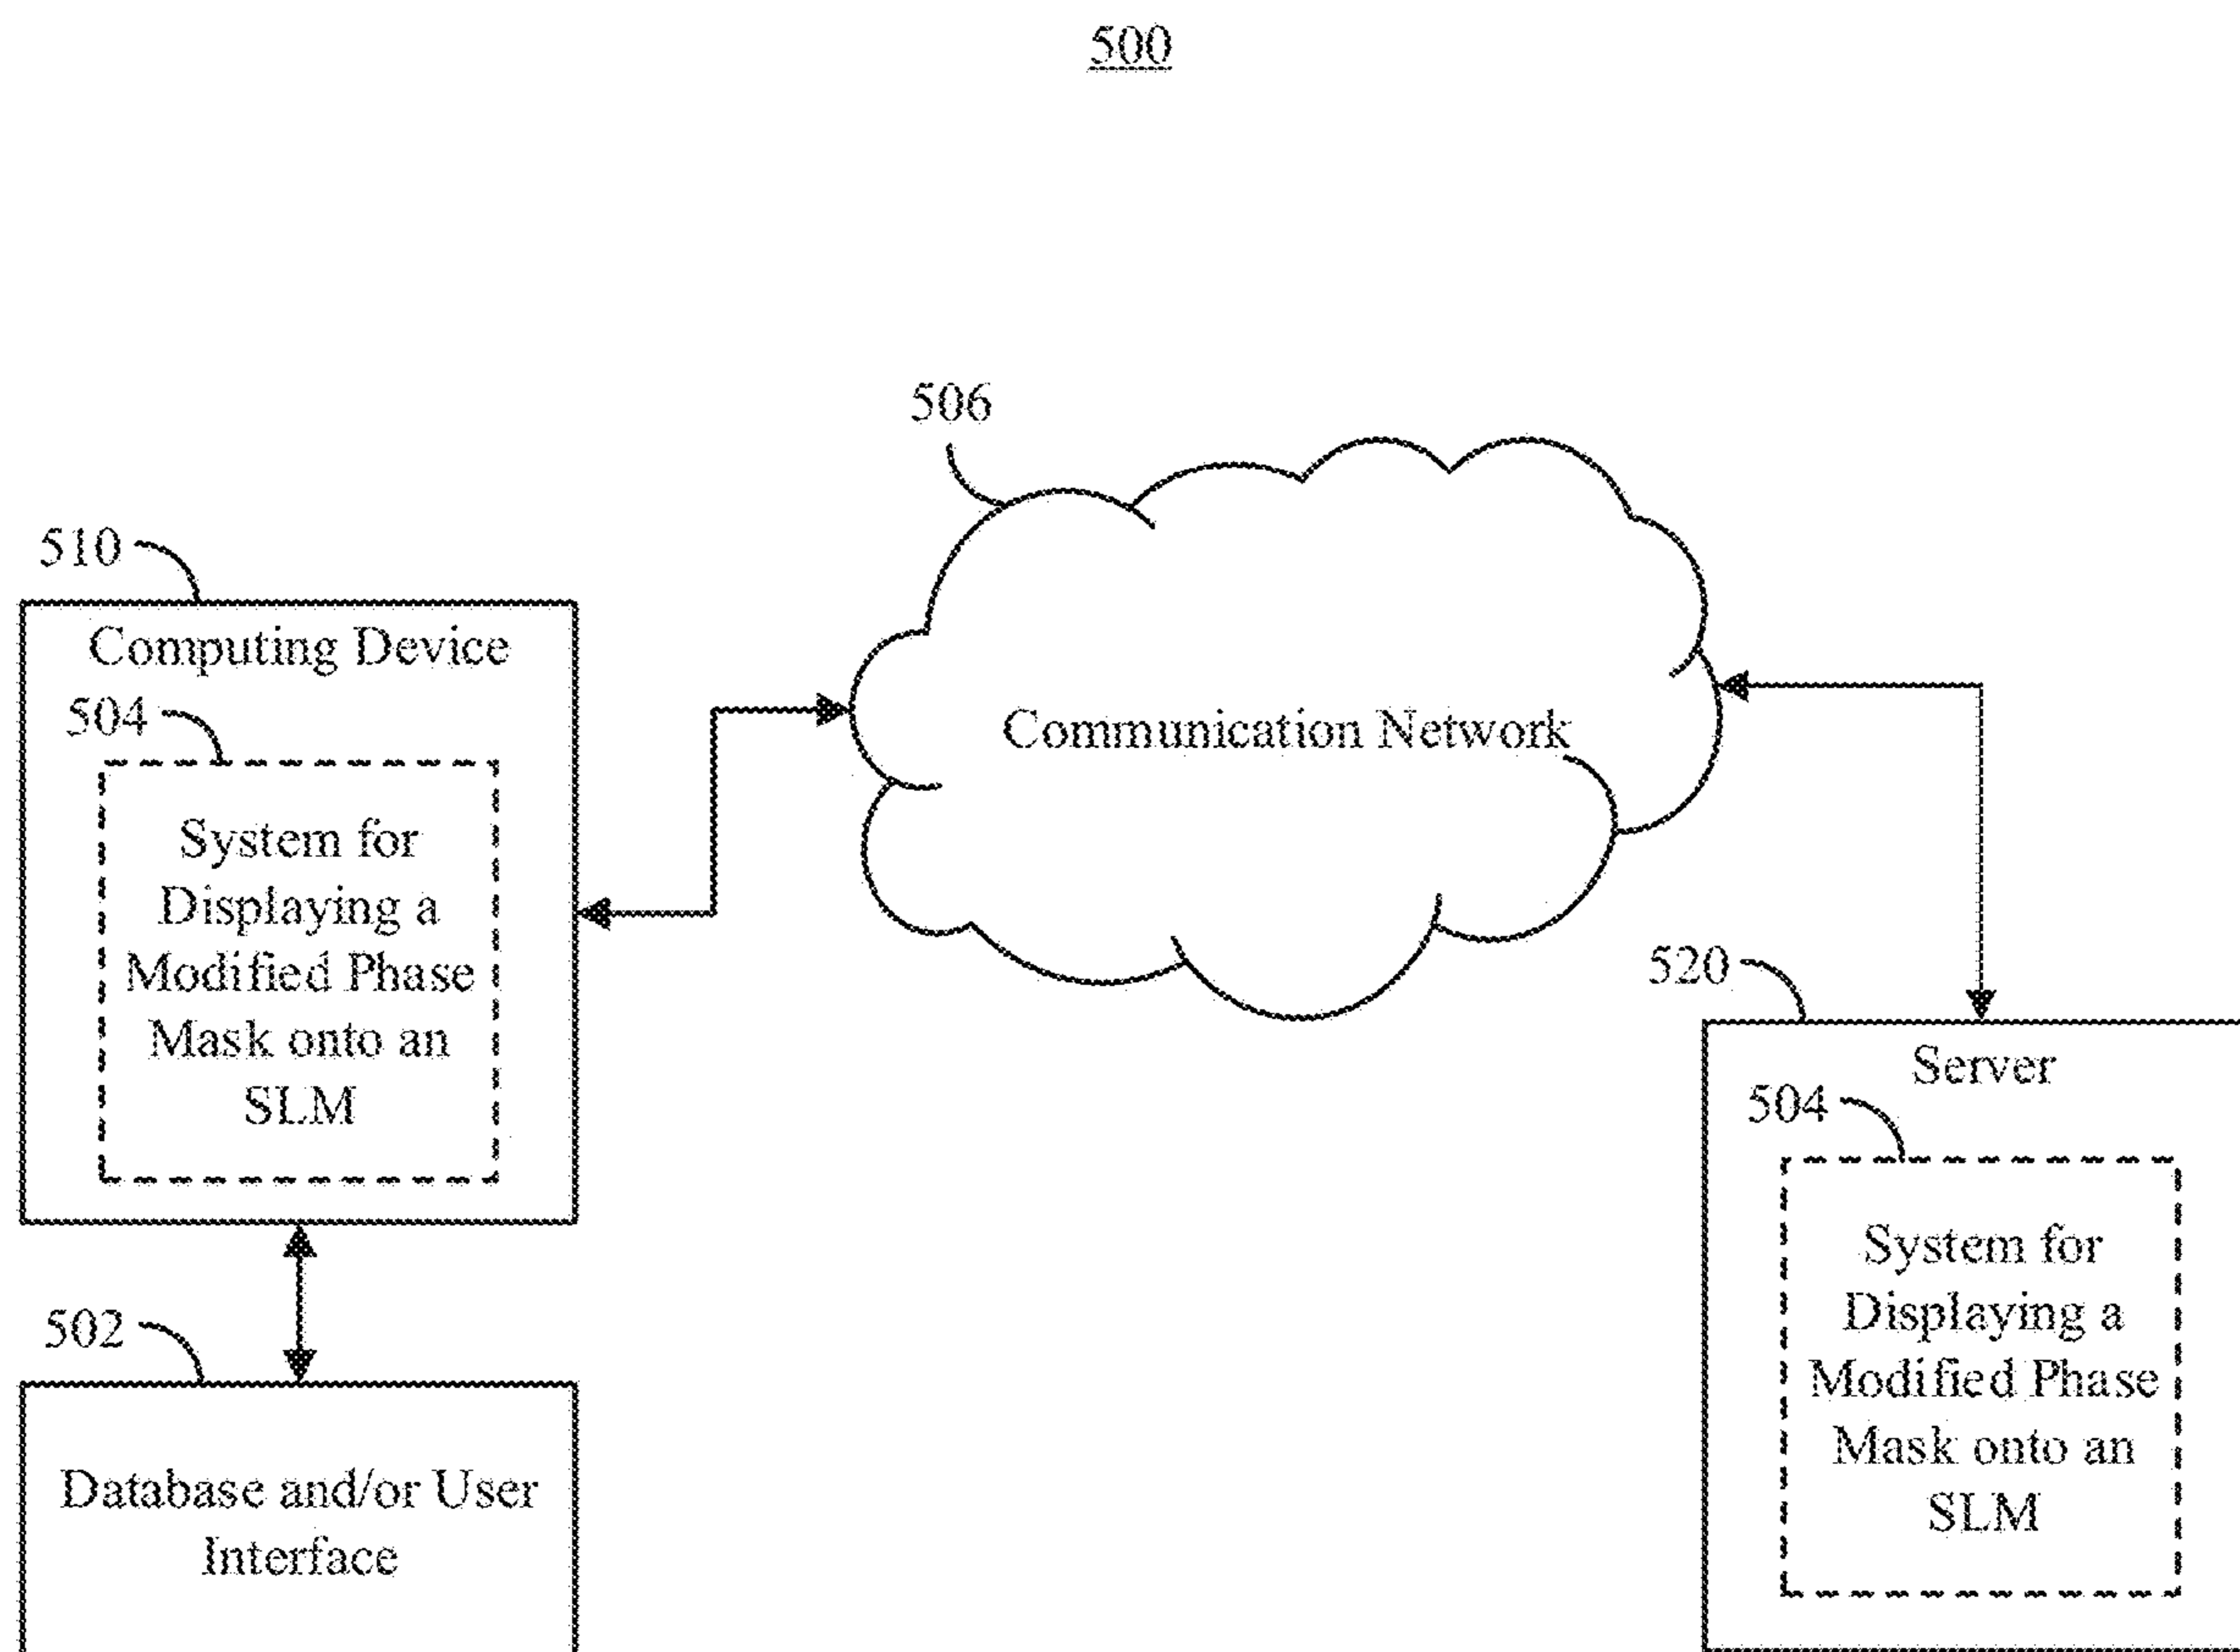 500
506
510
Computing Device
504
System for
Displaying a
Modified Phase
Mask onto an
SLM
Communication Network
520
Server
504
System for
Displaying a
Modified Phase
Mask onto an
SLM
502
Database and/or User
Interface